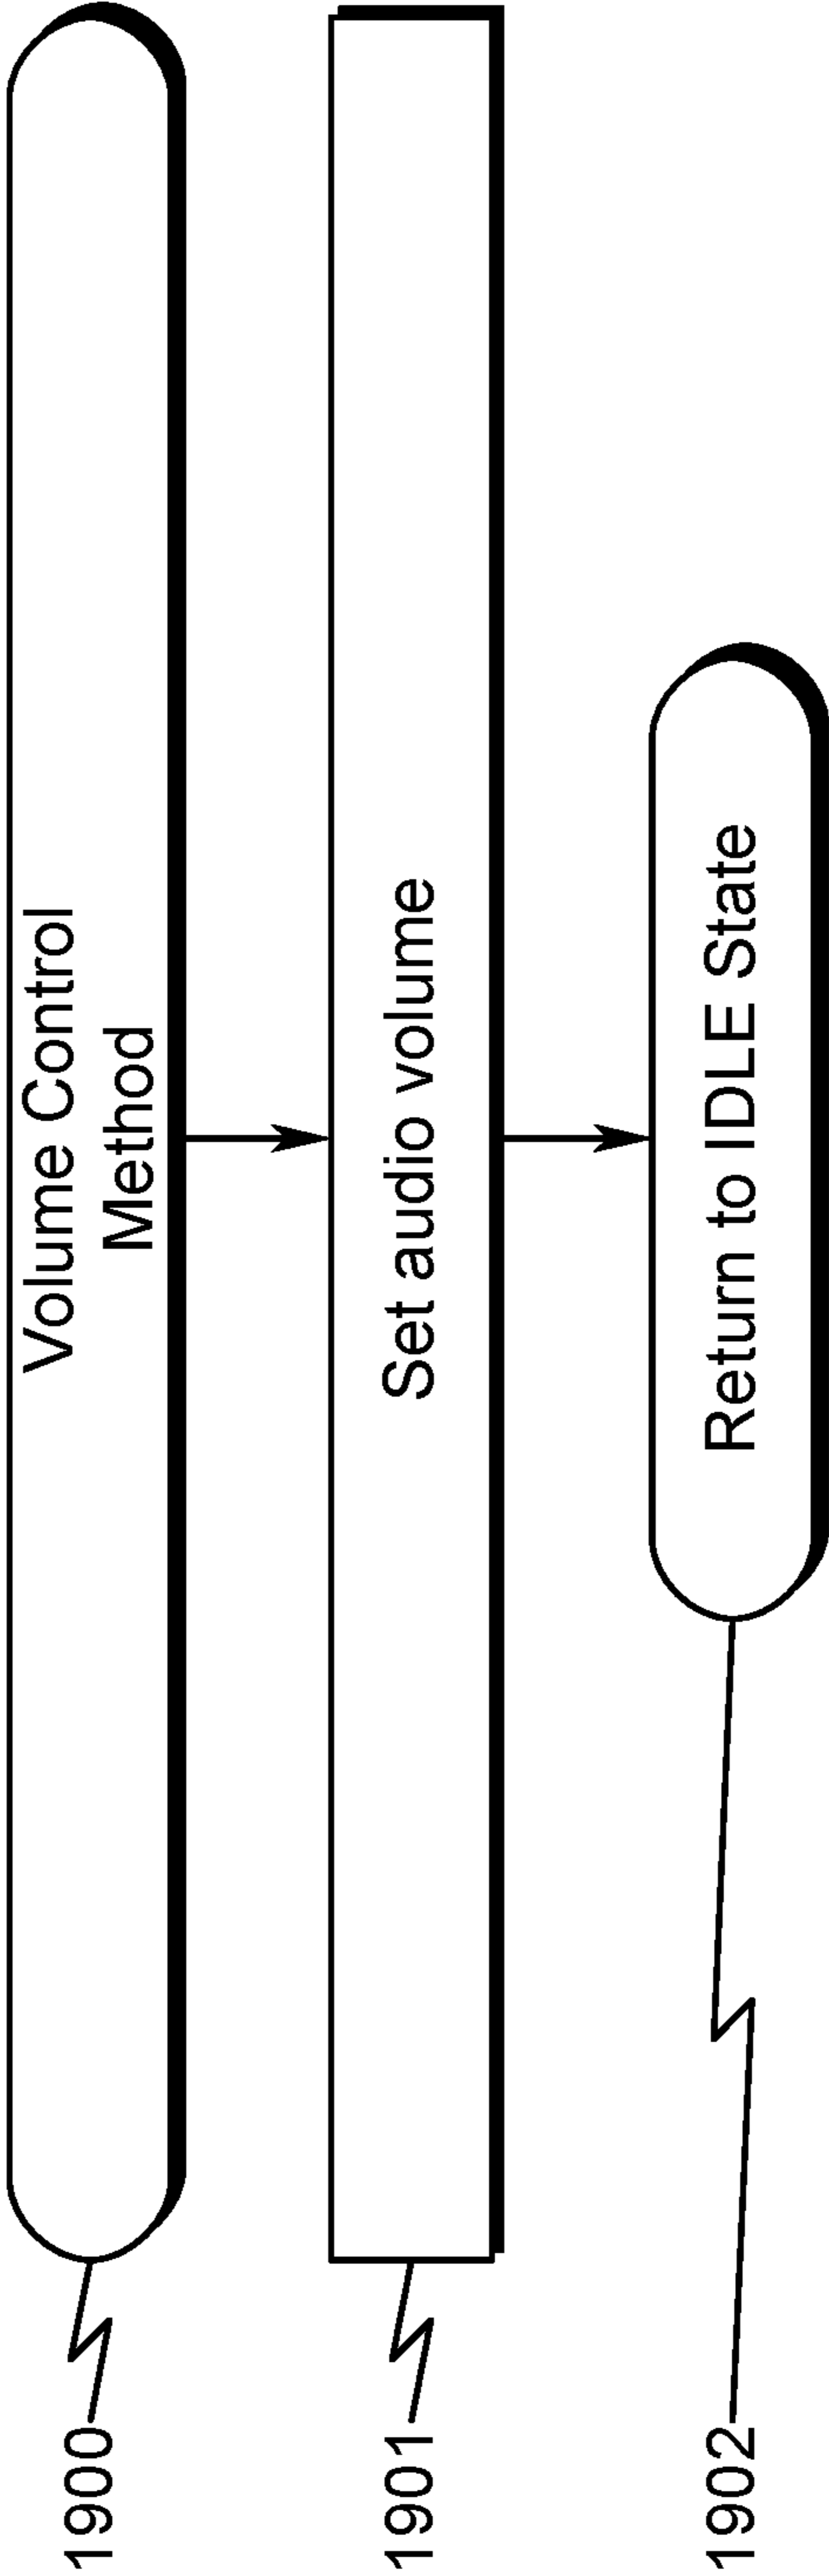 1900
Volume Control
Method
1901
Set audio volume
1902
Return to IDLE State